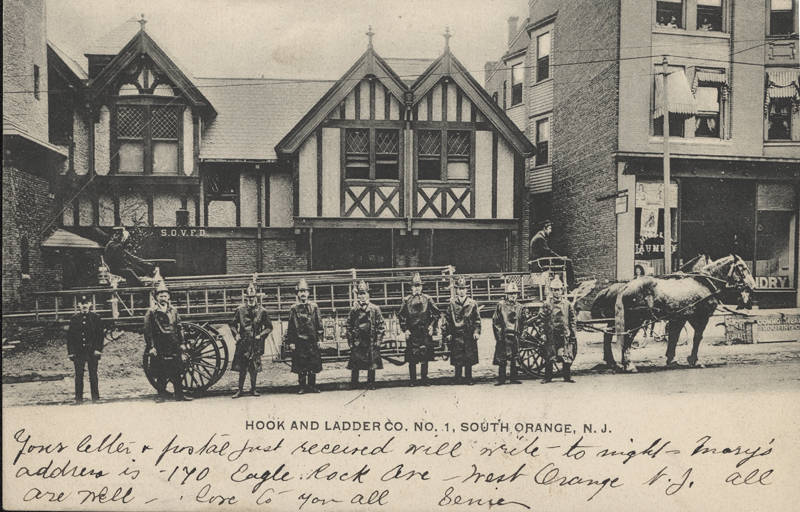 S.O.V.F.D.
LAUNDRY
NDRY
HOOK AND LADDER CO. NO. 1, SOUTH ORANGE, N. J.
Your letter & postal just received will write to night - Mary's
address is - 170 Eagle Rock Ave - West Orange N.J. all
are well - love to you all